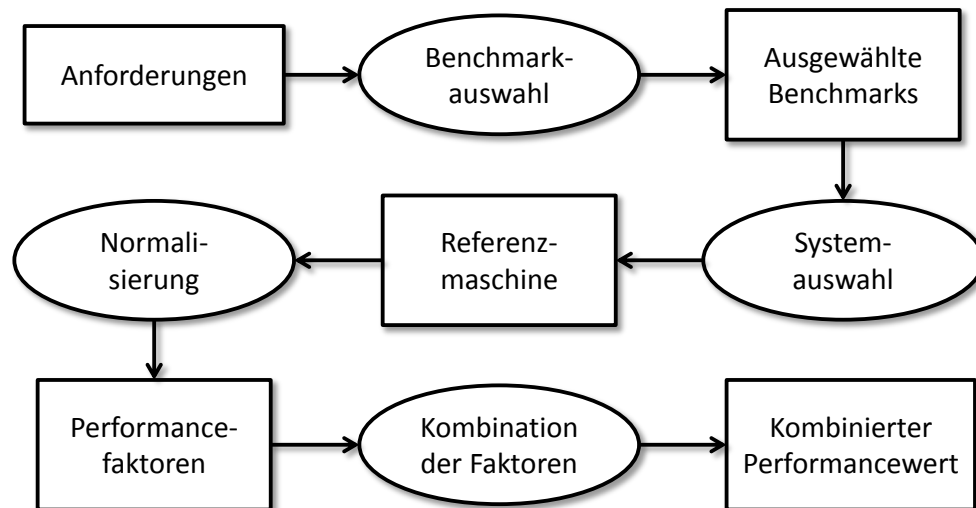 Anforderungen
Benchmark-
auswahl
Ausgewählte
Benchmarks
System-
auswahl
Referenz-
maschine
Normali-
sierung
Performance-
faktoren
Kombination
der Faktoren
Kombinierter
Performancewert